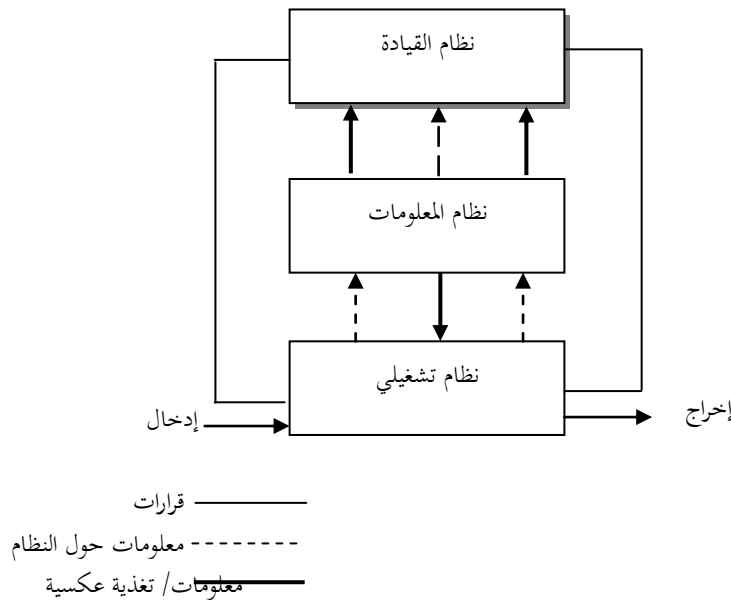 نظام القيادة
نظام المعلومات
نظام تشغيلي
إدخال
إخراج
قرارات
معلومات حول النظام
معلومات/ تغذية عكسية